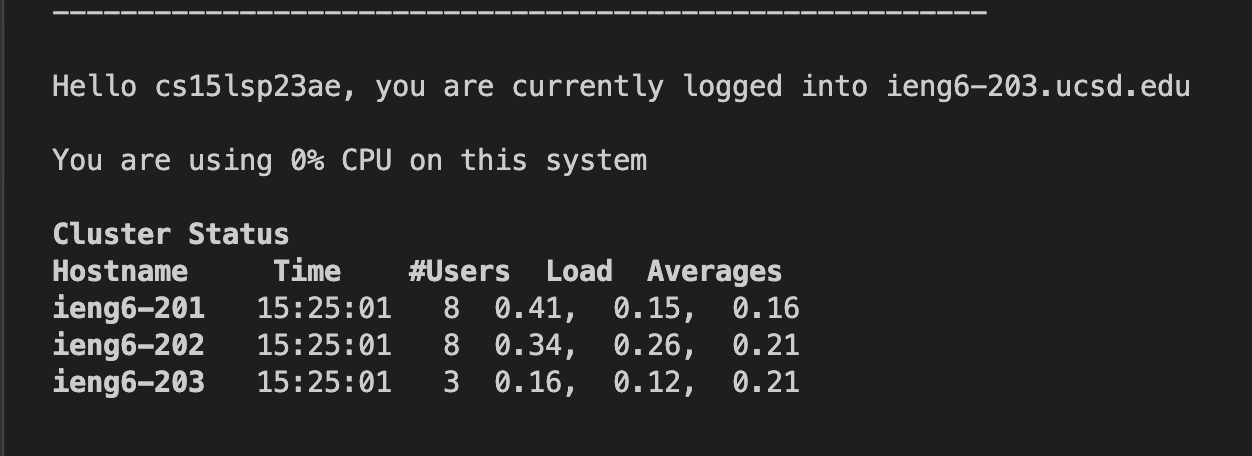 Hello cs15lsp23ae, you are currently logged into ieng6-203.ucsd.edu
You are using 0% CPU on this system
Cluster Status
Hostname     Time    #Users  Load  Averages
ieng6-201   15:25:01   8  0.41,  0.15,  0.16
ieng6-202   15:25:01   8  0.34,  0.26,  0.21
ieng6-203   15:25:01   3  0.16,  0.12,  0.21